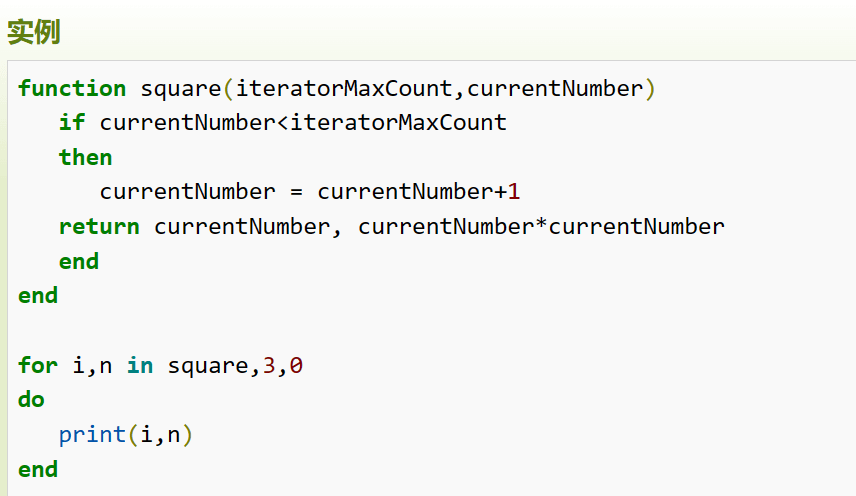 实例
function square(iteratorMaxCount,currentNumber)
   if currentNumber<iteratorMaxCount
   then
      currentNumber = currentNumber+1
   return currentNumber, currentNumber*currentNumber
   end
end

for i,n in square,3,0
do
   print(i,n)
end